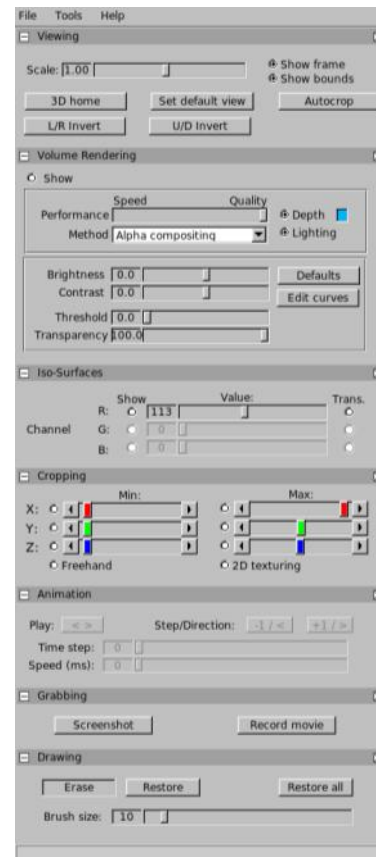 File Tools Help
Viewing
Scale: 1.00
Show frame
Show bounds
3D home Set default view Autocrop
L/R Invert U/D Invert
Volume Rendering
Show
Speed Quality
Performance Depth
Method Alpha compositing Lighting
Brightness 0.0 Defaults
Contrast 0.0 Edit curves
Threshold 0.0
Transparency 100.0
Iso-Surfaces
Show Value: Trans.
R: 113
Channel G: 0
B: 0
Cropping
Min: Max:
X:
Y:
Z:
Freehand 2D texturing
Animation
Play: < > Step/Direction: -1 / < +1 / >
Time step: 0
Speed (ms): 0
Grabbing
Screenshot Record movie
Drawing
Erase Restore Restore all
Brush size: 10